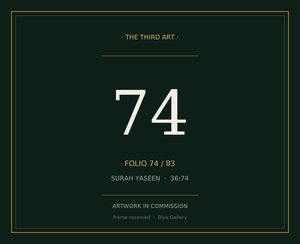 · THE THIRD ART ·
74
FOLIO 74 / 83
SURAH YASEEN · 36:74
ARTWORK IN COMMISSION
frame reserved · Biya Gallery